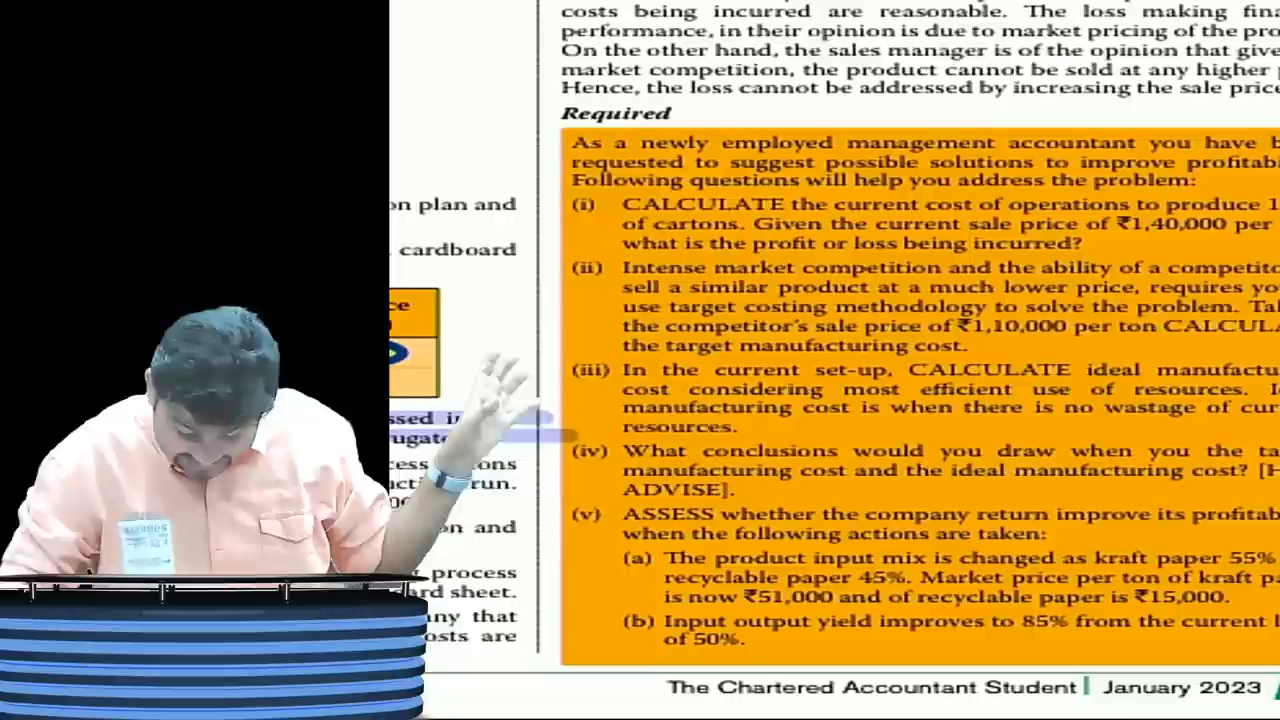 on plan and
cardboard
ce
ssed in
rugate
cess ons
run.
on and
process
ard sheet.
any that
osts are
costs being incurred are reasonable. The loss making fina
performance, in their opinion is due to market pricing of the pro
On the other hand, the sales manager is of the opinion that give
market competition, the product cannot be sold at any higher p
Hence, the loss cannot be addressed by increasing the sale price
Required
As a newly employed management accountant you have b
requested to suggest possible solutions to improve profitab
Following questions will help you address the problem:
(i) CALCULATE the current cost of operations to produce 1
of cartons. Given the current sale price of ₹1,40,000 per
what is the profit or loss being incurred?
(ii) Intense market competition and the ability of a competito
sell a similar product at a much lower price, requires yo
use target costing methodology to solve the problem. Ta
the competitor's sale price of ₹1,10,000 per ton CALCUL
the target manufacturing cost.
(iii) In the current set-up, CALCULATE ideal manufactu
cost considering most efficient use of resources. I
manufacturing cost is when there is no wastage of cur
resources.
(iv) What conclusions would you draw when you the ta
manufacturing cost and the ideal manufacturing cost? [H
ADVISE].
(v) ASSESS whether the company return improve its profitab
when the following actions are taken:
(a) The product input mix is changed as kraft paper 55%
recyclable paper 45%. Market price per ton of kraft pa
is now ₹51,000 and of recyclable paper is ₹15,000.
(b) Input output yield improves to 85% from the current l
of 50%.
The Chartered Accountant Student January 2023